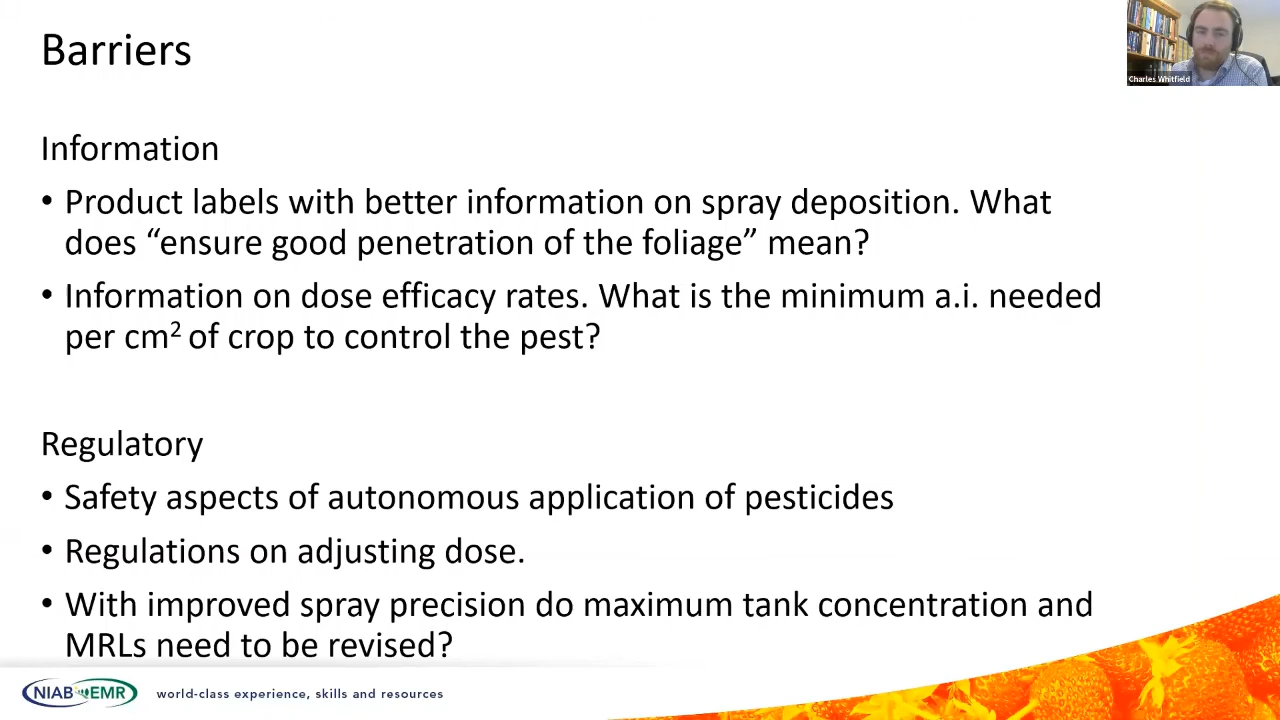 Barriers
Charles Whitfield
Information
• Product labels with better information on spray deposition. What
does “ensure good penetration of the foliage” mean?
• Information on dose efficacy rates. What is the minimum a.i. needed
per cm² of crop to control the pest?
Regulatory
• Safety aspects of autonomous application of pesticides
• Regulations on adjusting dose.
• With improved spray precision do maximum tank concentration and
MRLs need to be revised?
NIAB EMR world-class experience, skills and resources